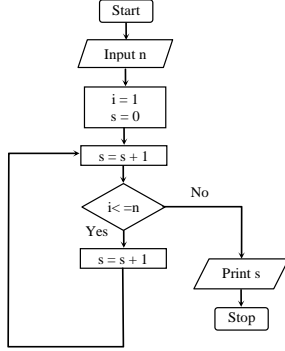 Start
Input n
i = 1
s = 0
s = s + 1
i< =n
No
Yes
s = s + 1
Print s
Stop